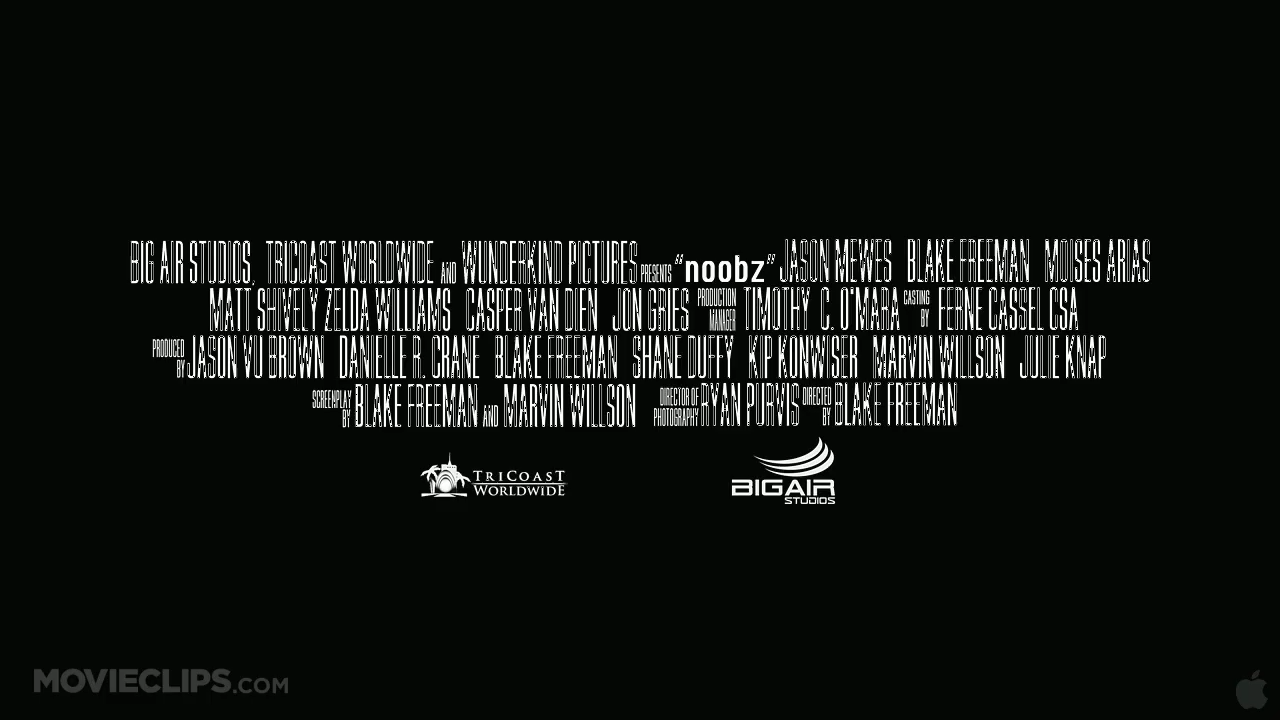 BIG AIR STUDIOS, TRICOAST WORLDWIDE AND WUNDERKIND PICTURES PRESENTS "noobz" JASON MEWES BLAKE FREEMAN MOISES ARIAS
MATT SHIVELY ZELDA WILLIAMS CASPER VAN DIEN JON GRIES PRODUCTION MANAGER TIMOTHY C. O'MARA CASTING BY FERNE CASSEL CSA
PRODUCED BY JASON VU BROWN DANIELLE R. CRANE BLAKE FREEMAN SHANE DUFFY KIP KONWISER MARVIN WILLSON JULIE KNAP
SCREENPLAY BY BLAKE FREEMAN AND MARVIN WILLSON DIRECTOR OF PHOTOGRAPHY RYAN PURVIS DIRECTED BY BLAKE FREEMAN
TRICOAST
WORLDWIDE
BIGAIR
STUDIOS
MOVIECLIPS.COM